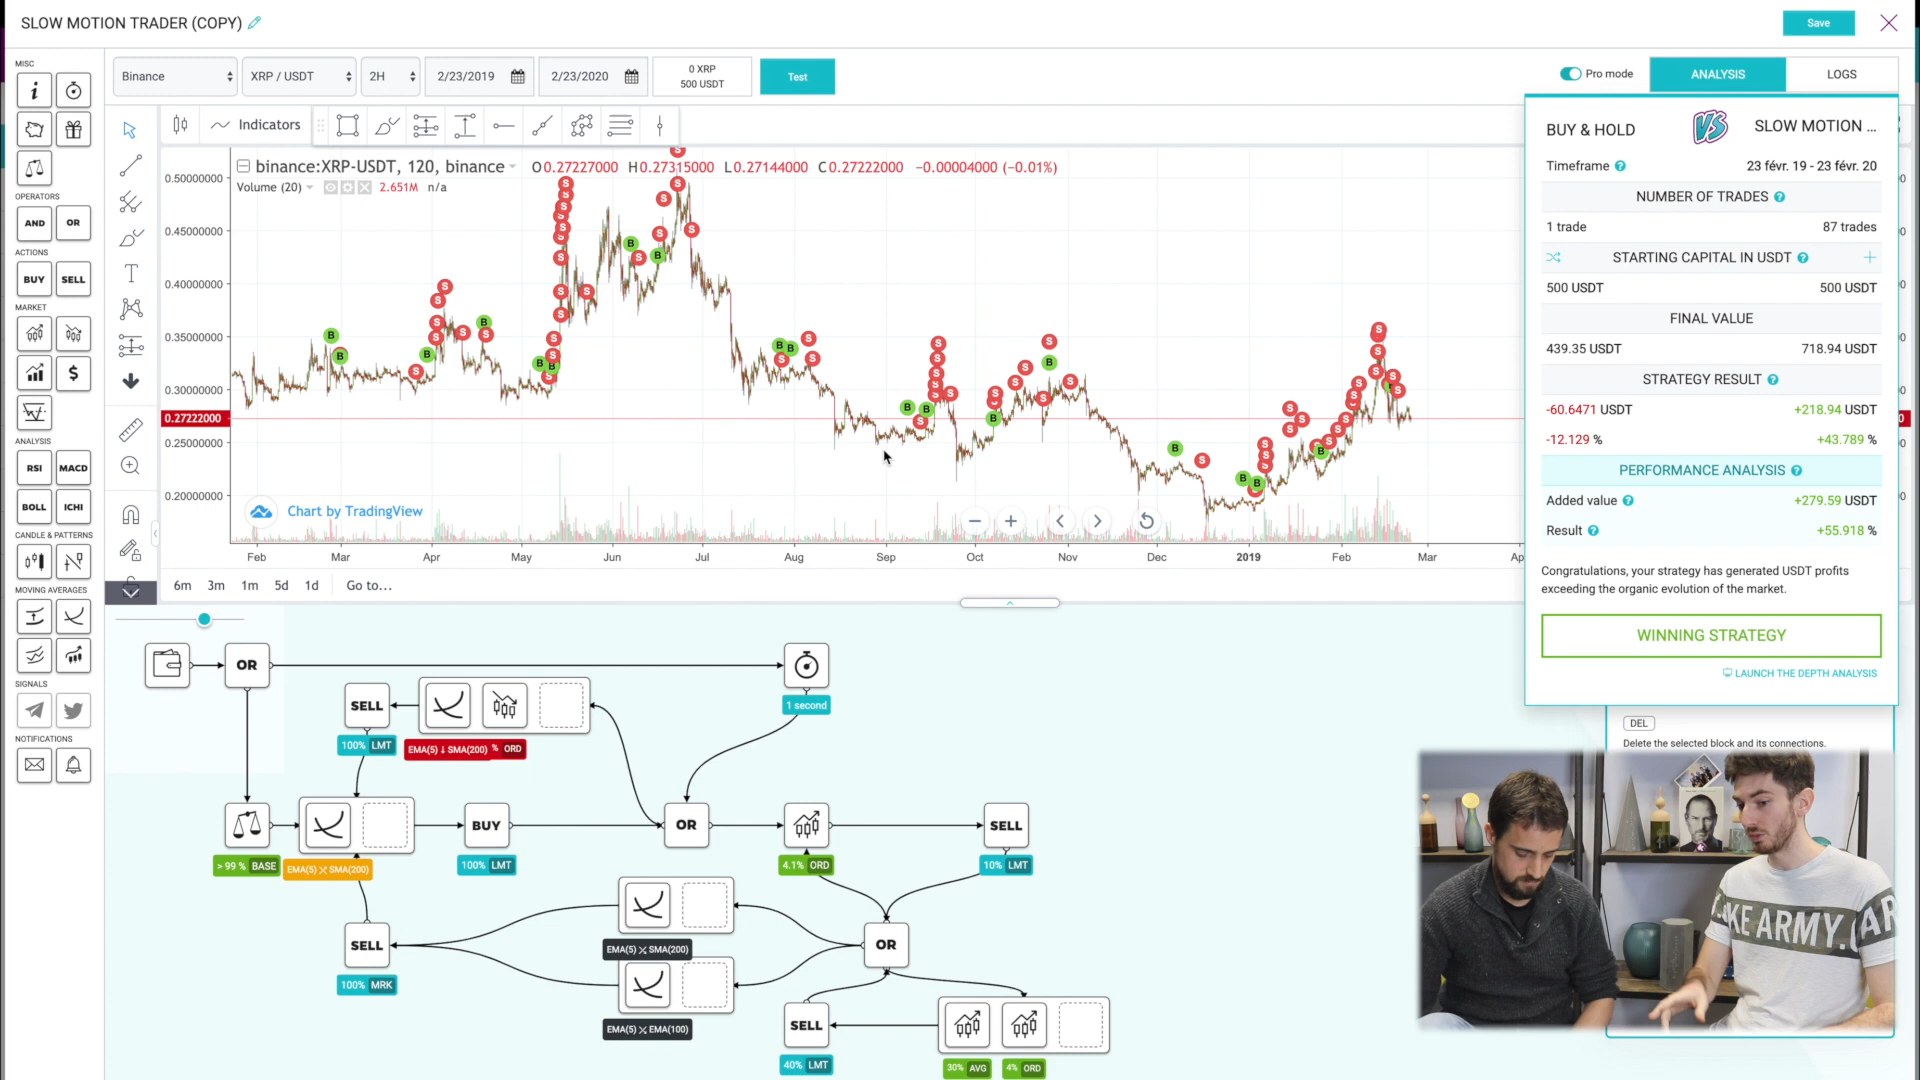 SLOW MOTION TRADER (COPY)
Save
MISC
OPERATORS
AND OR
ACTIONS
BUY SELL
MARKET
$
ANALYSIS
RSI MACD
BOLL ICHI
CANDLE & PATTERNS
MOVING AVERAGES
SIGNALS
NOTIFICATIONS
Binance
XRP / USDT
2H
2/23/2019
2/23/2020
0 XRP
500 USDT
Test
Pro mode
ANALYSIS
LOGS
Indicators
binance:XRP-USDT, 120, binance
O0.27227000 H0.27315000 L0.27144000 C0.27222000 −0.00004000 (−0.01%)
Volume (20) 2.651M n/a
0.50000000
0.45000000
0.40000000
0.35000000
0.30000000
0.27222000
0.25000000
0.20000000
Chart by TradingView
Feb Mar Apr May Jun Jul Aug Sep Oct Nov Dec 2019 Feb Mar
6m 3m 1m 5d 1d Go to...
BUY & HOLD
VS
SLOW MOTION ...
Timeframe
23 févr. 19 - 23 févr. 20
NUMBER OF TRADES
1 trade
87 trades
STARTING CAPITAL IN USDT
500 USDT
500 USDT
FINAL VALUE
439.35 USDT
718.94 USDT
STRATEGY RESULT
-60.6471 USDT
+218.94 USDT
-12.129 %
+43.789 %
PERFORMANCE ANALYSIS
Added value
+279.59 USDT
Result
+55.918 %
Congratulations, your strategy has generated USDT profits
exceeding the organic evolution of the market.
WINNING STRATEGY
LAUNCH THE DEPTH ANALYSIS
DEL
Delete the selected block and its connections.
OR
1 second
SELL
100% LMT
EMA(5) ↓ SMA(200) % ORD
> 99 % BASE
EMA(5) SMA(200)
BUY
100% LMT
OR
4.1% ORD
SELL
10% LMT
EMA(5) SMA(200)
SELL
100% MRK
OR
EMA(5) EMA(100)
SELL
40% LMT
30% AVG
4% ORD
KE ARMY.